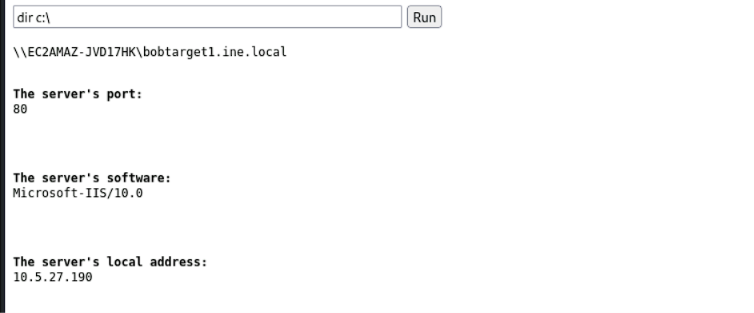 dir c:\
Run
\\EC2AMAZ-JVD17HK\bobtarget1.ine.local
The server's port:
80
The server's software:
Microsoft-IIS/10.0
The server's local address:
10.5.27.190